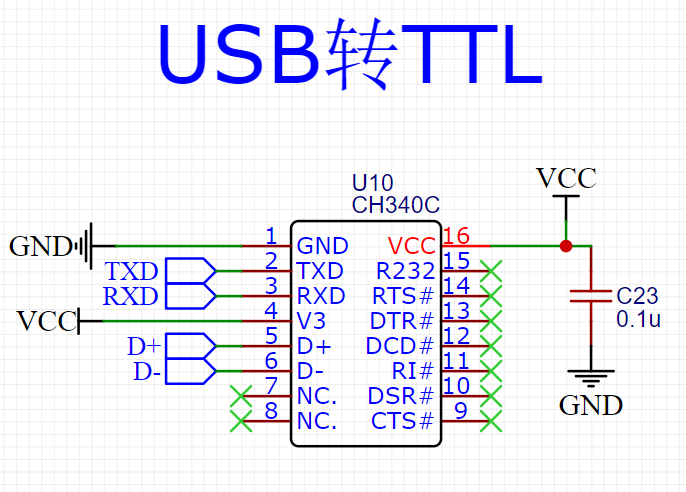 USB转TTL
U10
CH340C
VCC
GND 1 GND VCC 16
TXD 2 TXD R232 15
RXD 3 RXD RTS# 14
VCC 4 V3 DTR# 13
D+ 5 D+ DCD# 12
D- 6 D- RI# 11
7 NC. DSR# 10
8 NC. CTS# 9
C23
0.1u
GND